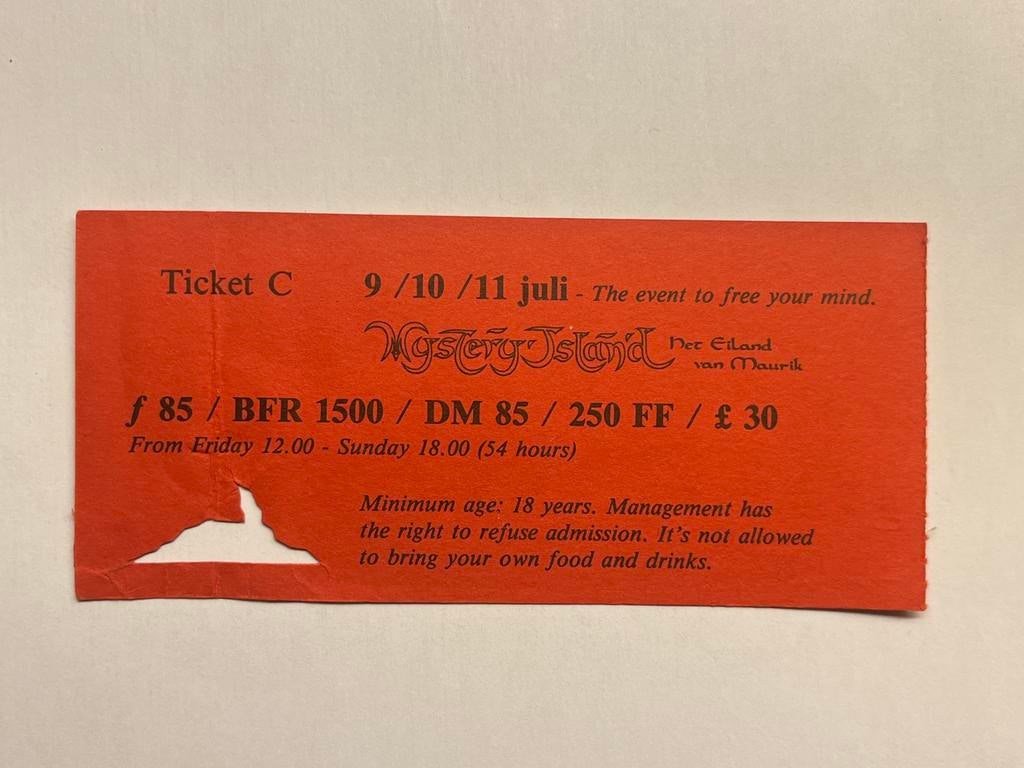 Ticket C
9 /10 /11 juli - The event to free your mind.
Mystery Island Het Eiland
van Maurik
f 85 / BFR 1500 / DM 85 / 250 FF / £ 30
From Friday 12.00 - Sunday 18.00 (54 hours)
Minimum age: 18 years. Management has
the right to refuse admission. It's not allowed
to bring your own food and drinks.